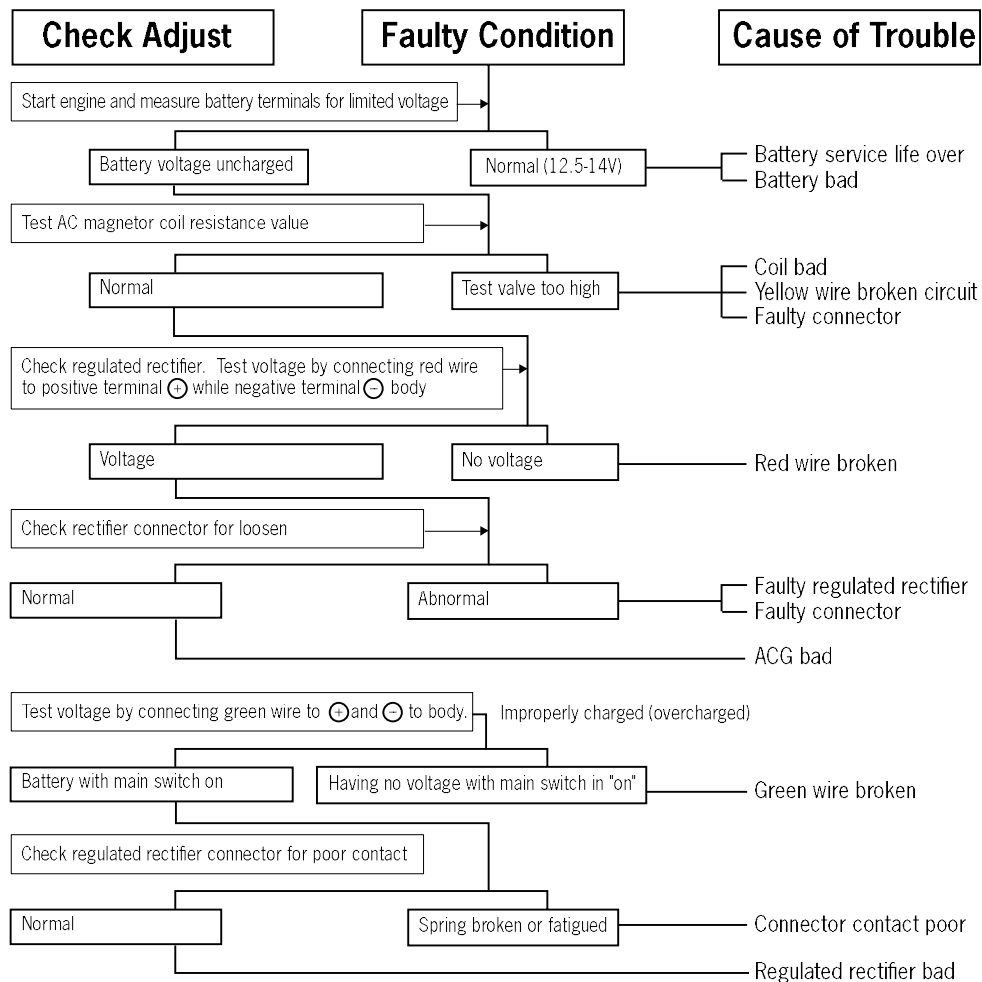 Check Adjust
Faulty Condition
Cause of Trouble
Start engine and measure battery terminals for limited voltage
Battery voltage uncharged
Normal (12.5-14V)
Battery service life over
Battery bad
Test AC magnetor coil resistance value
Normal
Test valve too high
Coil bad
Yellow wire broken circuit
Faulty connector
Check regulated rectifier. Test voltage by connecting red wire
to positive terminal ⊕ while negative terminal ⊖ body
Voltage
No voltage
Red wire broken
Check rectifier connector for loosen
Normal
Abnormal
Faulty regulated rectifier
Faulty connector
ACG bad
Test voltage by connecting green wire to ⊕ and ⊖ to body.
Improperly charged (overcharged)
Battery with main switch on
Having no voltage with main switch in "on"
Green wire broken
Check regulated rectifier connector for poor contact
Normal
Spring broken or fatigued
Connector contact poor
Regulated rectifier bad